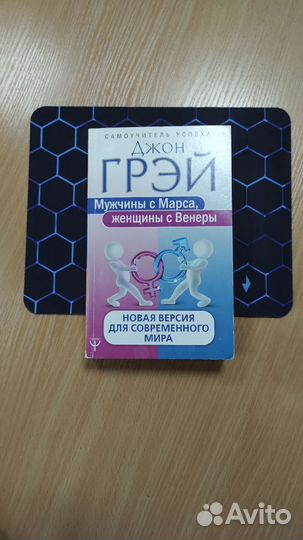 САМОУЧИТЕЛЬ УСПЕХА
Джон
ГРЭЙ
Мужчины с Марса,
женщины с Венеры
НОВАЯ ВЕРСИЯ
ДЛЯ СОВРЕМЕННОГО
МИРА
Avito